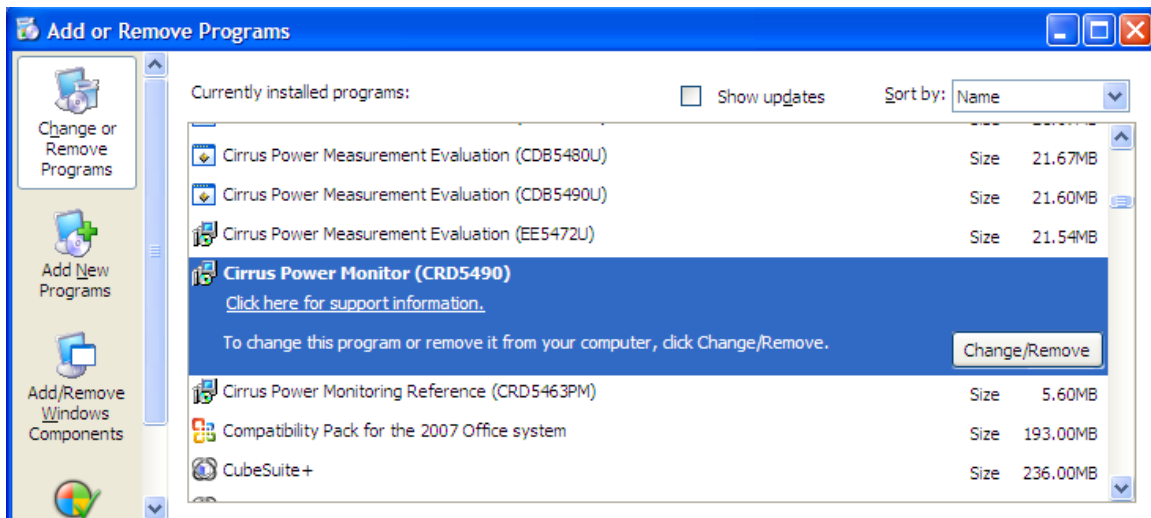 Add or Remove Programs
Change or
Remove
Programs
Add New
Programs
Add/Remove
Windows
Components
Currently installed programs:
Show updates
Sort by: Name
Cirrus Power Measurement Evaluation (CDB5480U) Size 21.67MB
Cirrus Power Measurement Evaluation (CDB5490U) Size 21.60MB
Cirrus Power Measurement Evaluation (EE5472U) Size 21.54MB
Cirrus Power Monitor (CRD5490)
Click here for support information.
To change this program or remove it from your computer, click Change/Remove.
Change/Remove
Cirrus Power Monitoring Reference (CRD5463PM) Size 5.60MB
Compatibility Pack for the 2007 Office system Size 193.00MB
CubeSuite+ Size 236.00MB